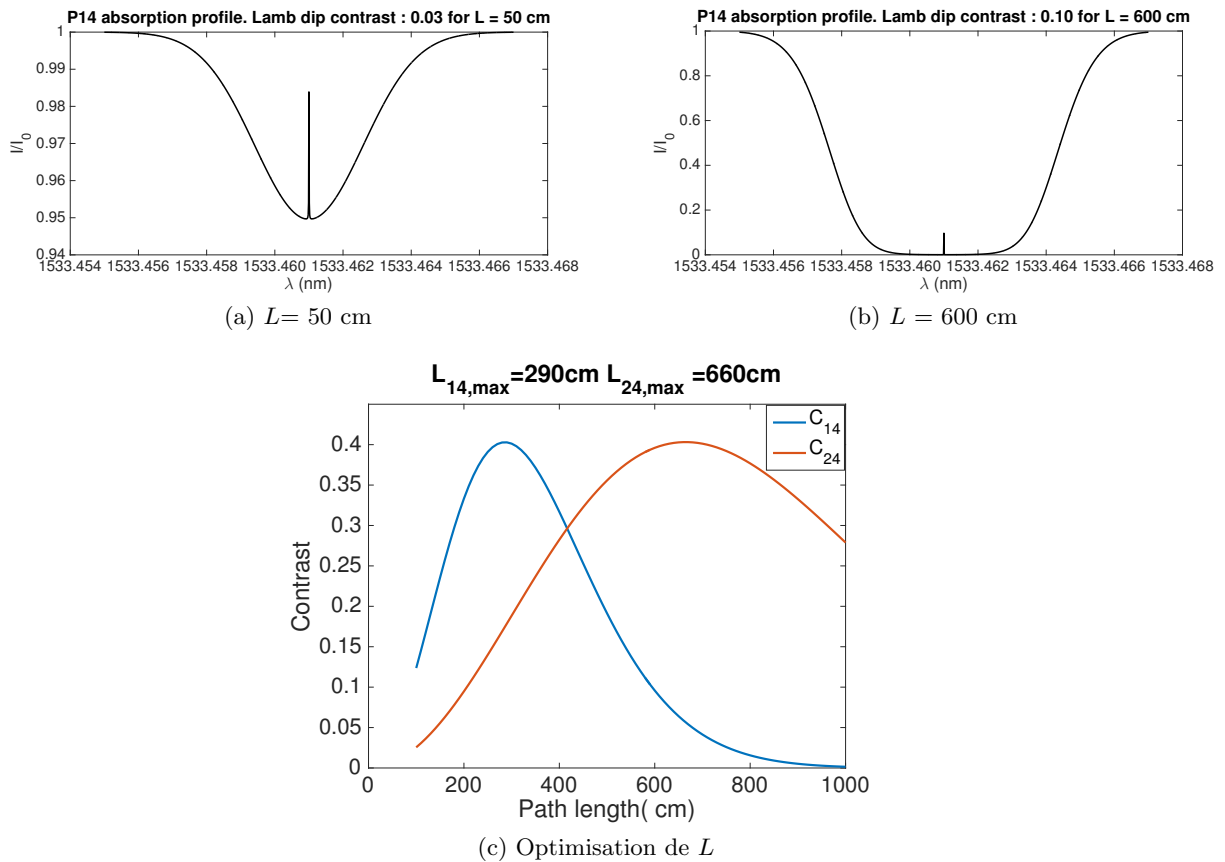 P14 absorption profile. Lamb dip contrast : 0.03 for L = 50 cm
1
0.99
0.98
0.97
0.96
0.95
0.94
I/I0
1533.454 1533.456 1533.458 1533.460 1533.462 1533.464 1533.466 1533.468
λ (nm)
(a) L= 50 cm
P14 absorption profile. Lamb dip contrast : 0.10 for L = 600 cm
1
0.8
0.6
0.4
0.2
0
I/I0
1533.454 1533.456 1533.458 1533.460 1533.462 1533.464 1533.466 1533.468
λ (nm)
(b) L = 600 cm
L14,max=290cm L24,max =660cm
C14
C24
0.4
0.35
0.3
0.25
0.2
0.15
0.1
0.05
0
Contrast
0 200 400 600 800 1000
Path length( cm)
(c) Optimisation de L